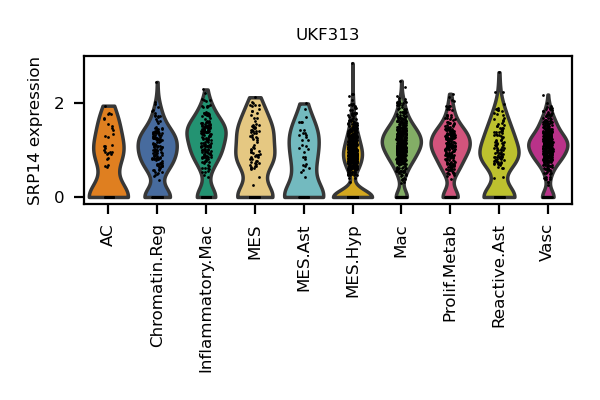 UKF313
SRP14 expression
2
0
AC
Chromatin.Reg
Inflammatory.Mac
MES
MES.Ast
MES.Hyp
Mac
Prolif.Metab
Reactive.Ast
Vasc